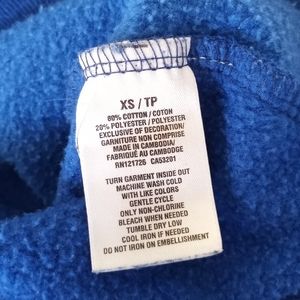 XS / TP
80% COTTON / COTON
20% POLYESTER / POLYESTER
EXCLUSIVE OF DECORATION /
GARNITURE NON COMPRISE
MADE IN CAMBODIA /
FABRIQUÉ AU CAMBODGE
RN121726 CA53201
TURN GARMENT INSIDE OUT
MACHINE WASH COLD
WITH LIKE COLORS
GENTLE CYCLE
ONLY NON-CHLORINE
BLEACH WHEN NEEDED
TUMBLE DRY LOW
COOL IRON IF NEEDED
DO NOT IRON ON EMBELLISHMENT